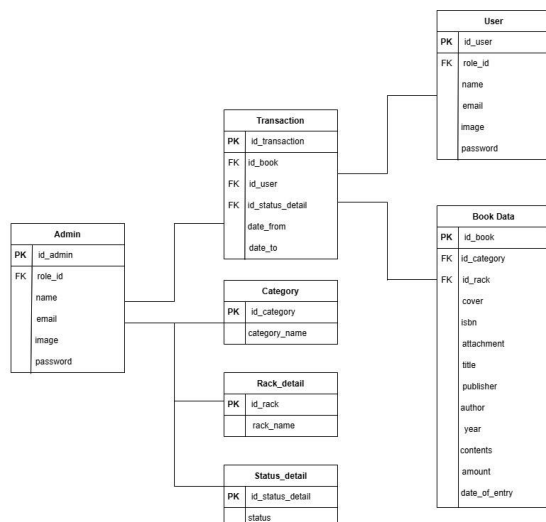 User
PK id_user
FK role_id
name
email
image
password
Transaction
PK id_transaction
FK id_book
FK id_user
FK id_status_detail
date_from
date_to
Admin
PK id_admin
FK role_id
name
email
image
password
Category
PK id_category
category_name
Rack_detail
PK id_rack
rack_name
Status_detail
PK id_status_detail
status
Book Data
PK id_book
FK id_category
FK id_rack
cover
isbn
attachment
title
publisher
author
year
contents
amount
date_of_entry